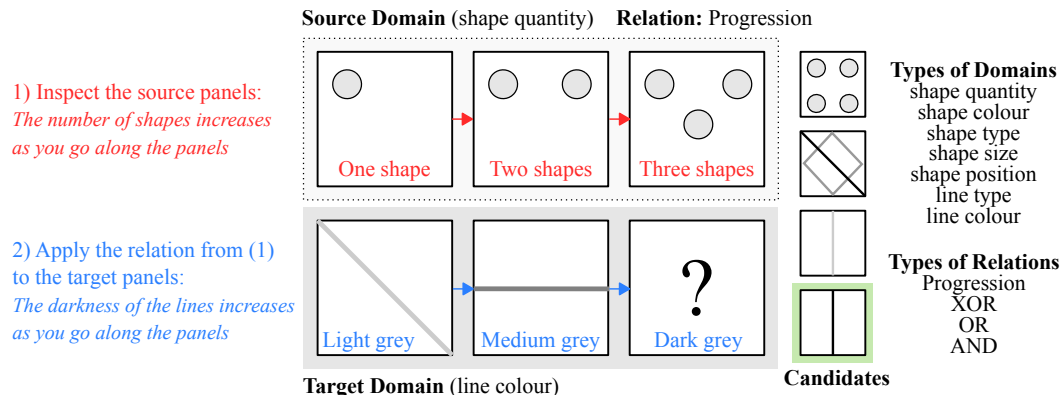 Source Domain (shape quantity) Relation: Progression
1) Inspect the source panels:
The number of shapes increases
as you go along the panels
One shape
Two shapes
Three shapes
2) Apply the relation from (1)
to the target panels:
The darkness of the lines increases
as you go along the panels
Light grey
Medium grey
?
Dark grey
Target Domain (line colour)
Candidates
Types of Domains
shape quantity
shape colour
shape type
shape size
shape position
line type
line colour
Types of Relations
Progression
XOR
OR
AND